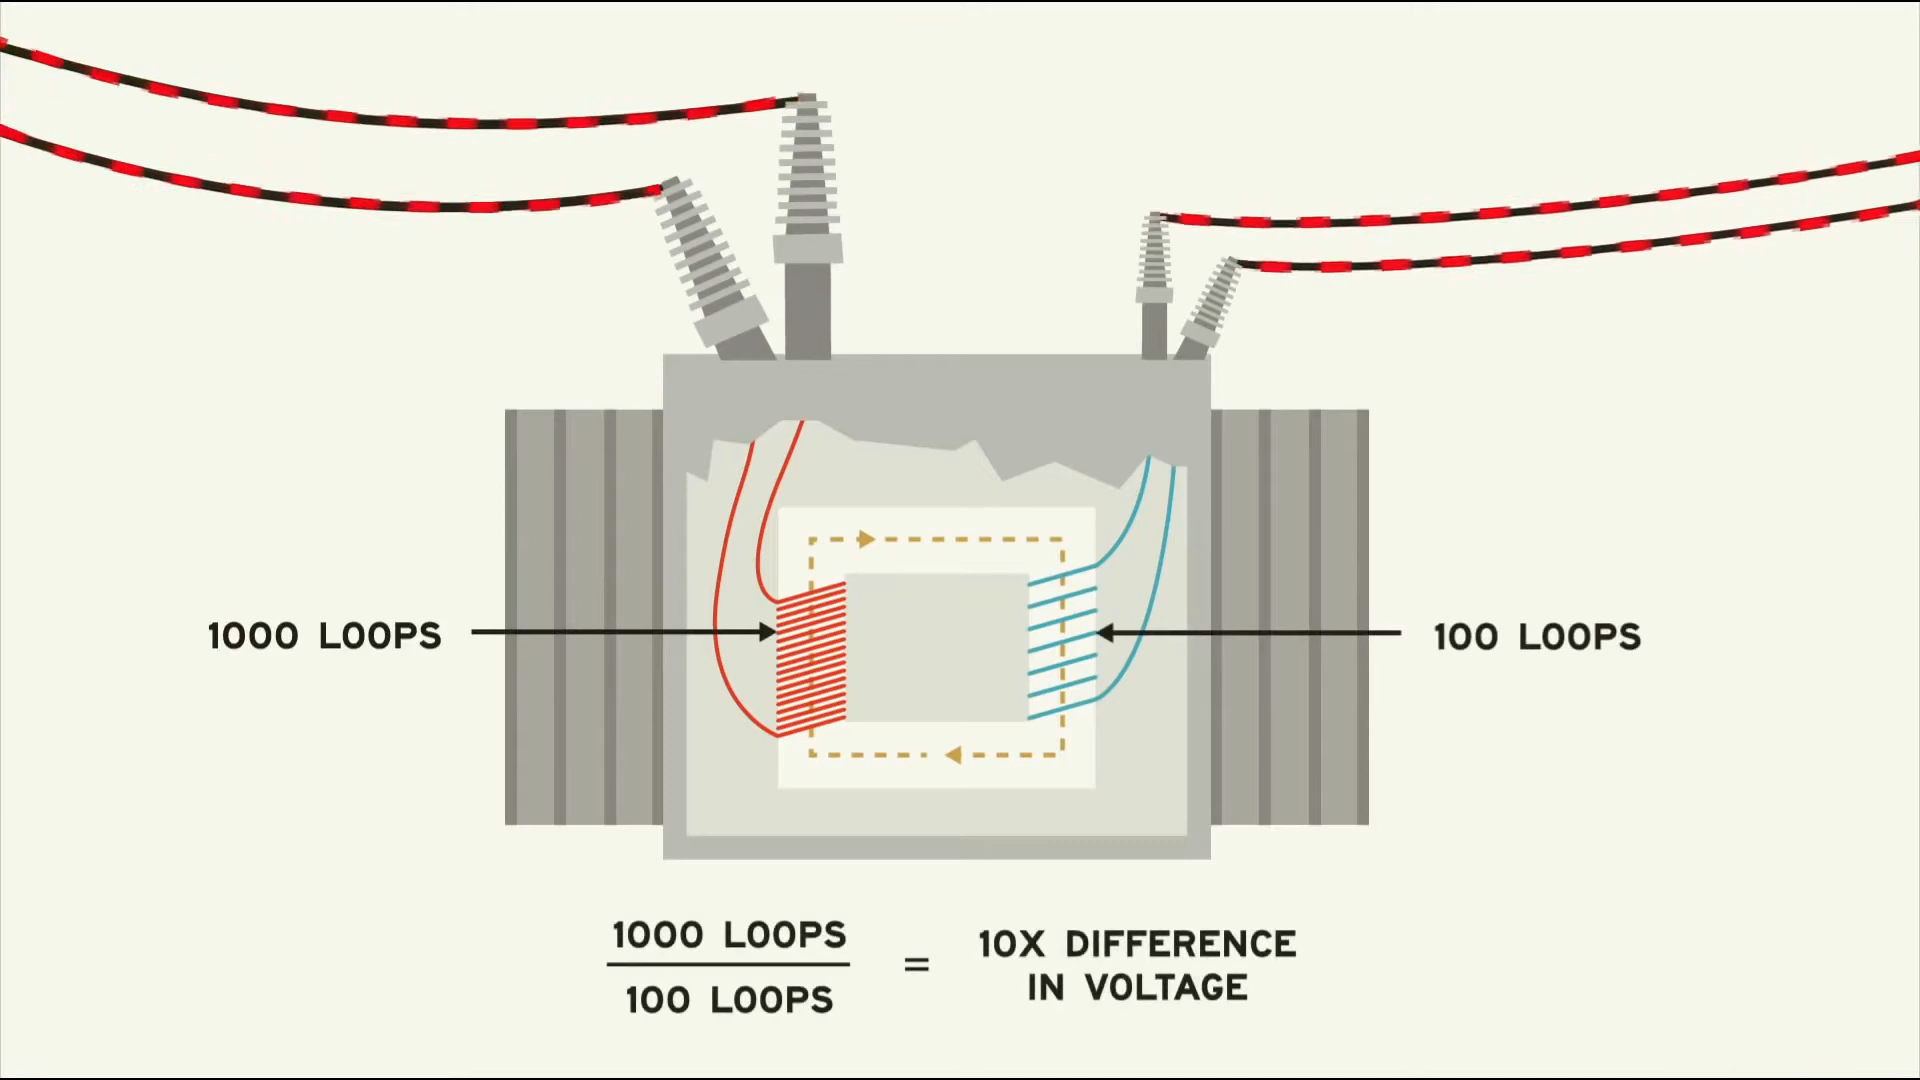 1000 LOOPS
100 LOOPS
1000 LOOPS
100 LOOPS
=
10X DIFFERENCE
IN VOLTAGE